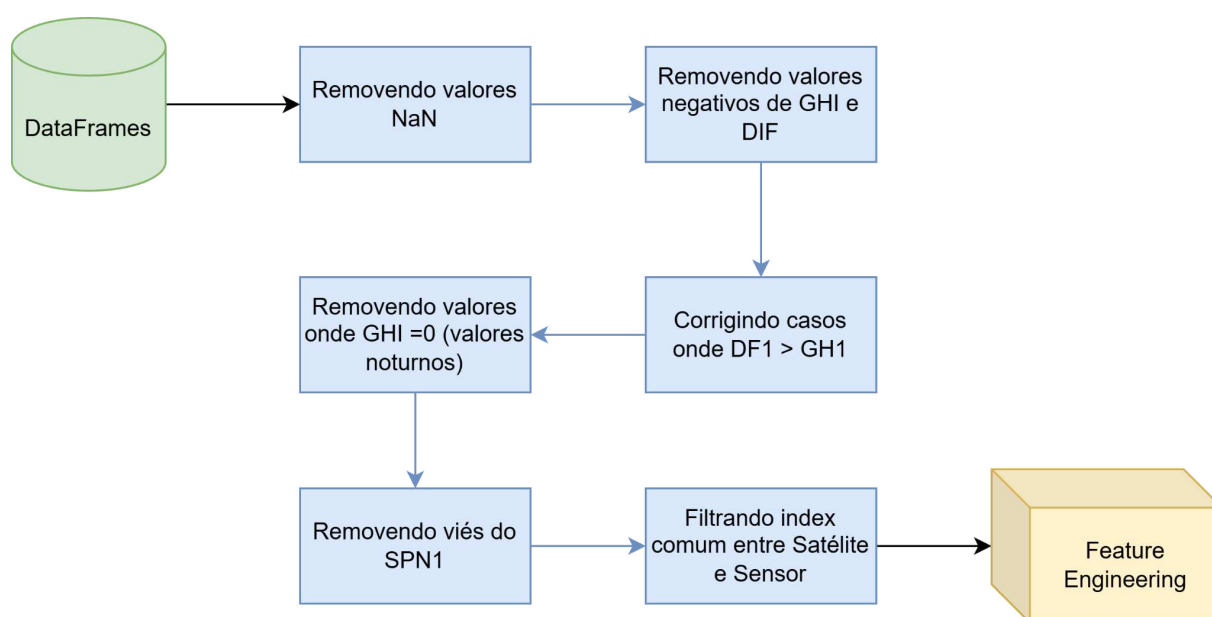 DataFrames
Removendo valores
NaN
Removendo valores
negativos de GHI e
DIF
Corrigindo casos
onde DF1 > GH1
Removendo valores
onde GHI =0 (valores
noturnos)
Removendo viés do
SPN1
Filtrando index
comum entre Satélite
e Sensor
Feature
Engineering